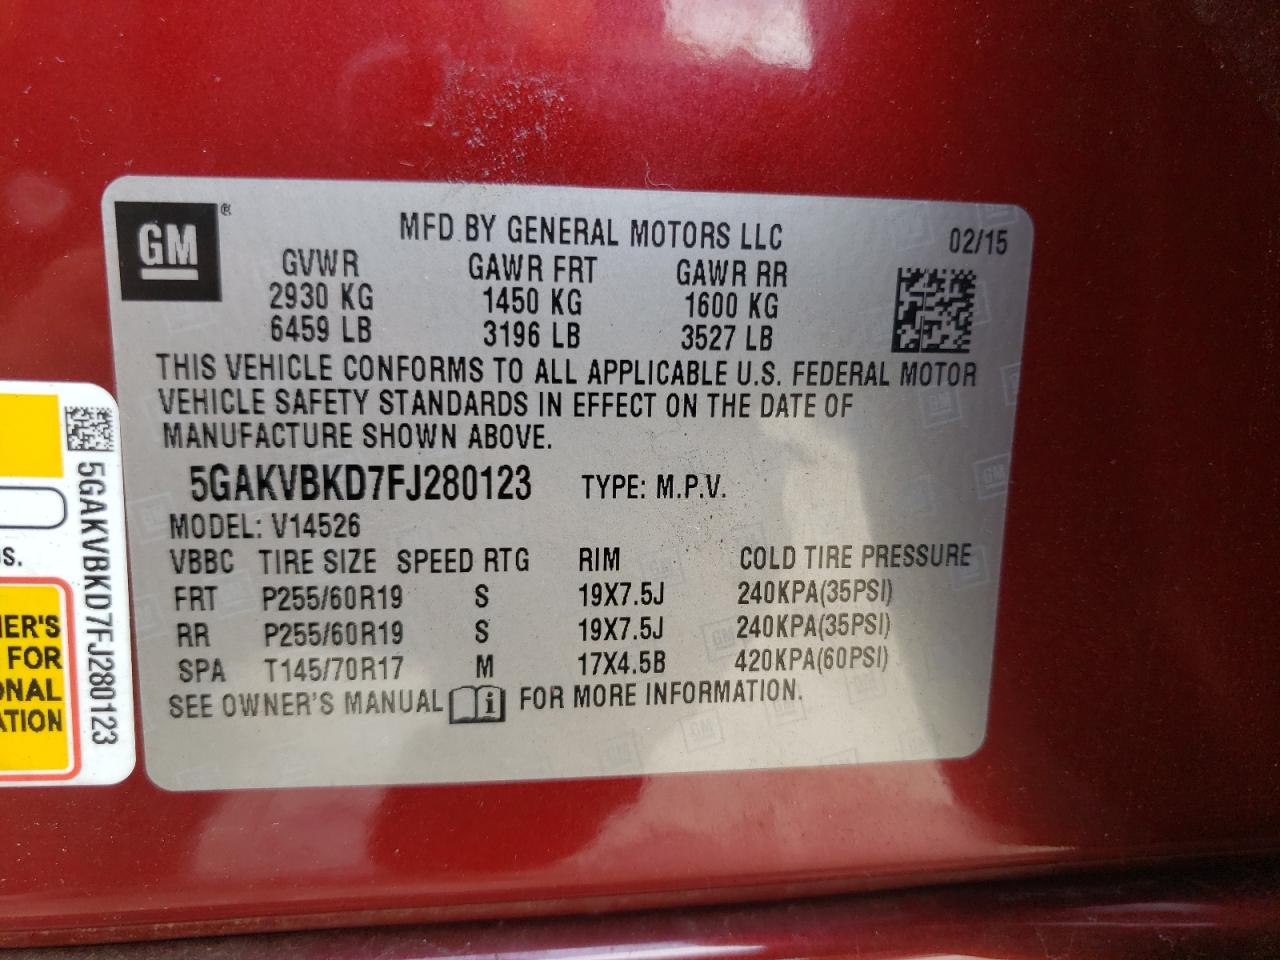 GM ®
MFD BY GENERAL MOTORS LLC 02/15
GVWR GAWR FRT GAWR RR
2930 KG 1450 KG 1600 KG
6459 LB 3196 LB 3527 LB
THIS VEHICLE CONFORMS TO ALL APPLICABLE U.S. FEDERAL MOTOR
VEHICLE SAFETY STANDARDS IN EFFECT ON THE DATE OF
MANUFACTURE SHOWN ABOVE.
5GAKVBKD7FJ280123 TYPE: M.P.V.
MODEL: V14526
VBBC TIRE SIZE SPEED RTG RIM COLD TIRE PRESSURE
FRT P255/60R19 S 19X7.5J 240KPA(35PSI)
RR P255/60R19 S 19X7.5J 240KPA(35PSI)
SPA T145/70R17 M 17X4.5B 420KPA(60PSI)
SEE OWNER'S MANUAL FOR MORE INFORMATION.
5GAKVBKD7FJ280123
S.
ER'S
FOR
ONAL
ATION